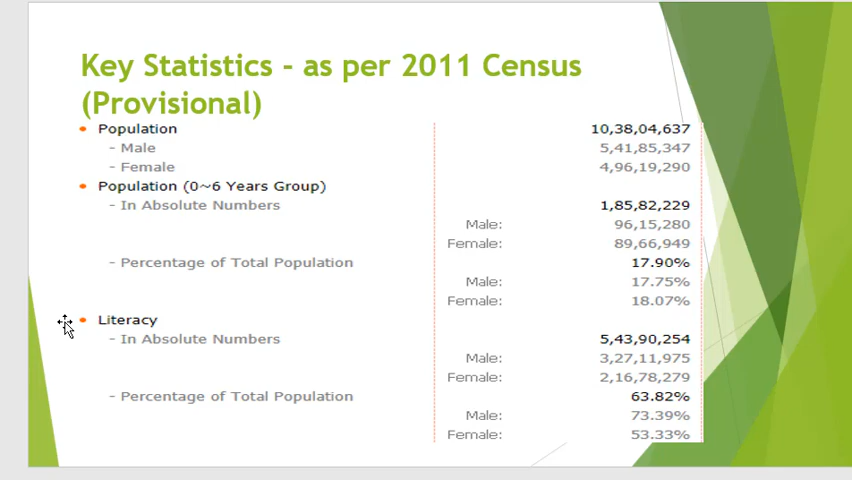 Key Statistics - as per 2011 Census
(Provisional)
Population 10,38,04,637
- Male 5,41,85,347
- Female 4,96,19,290
Population (0~6 Years Group)
- In Absolute Numbers 1,85,82,229
Male: 96,15,280
Female: 89,66,949
- Percentage of Total Population 17.90%
Male: 17.75%
Female: 18.07%
Literacy
- In Absolute Numbers 5,43,90,254
Male: 3,27,11,975
Female: 2,16,78,279
- Percentage of Total Population 63.82%
Male: 73.39%
Female: 53.33%